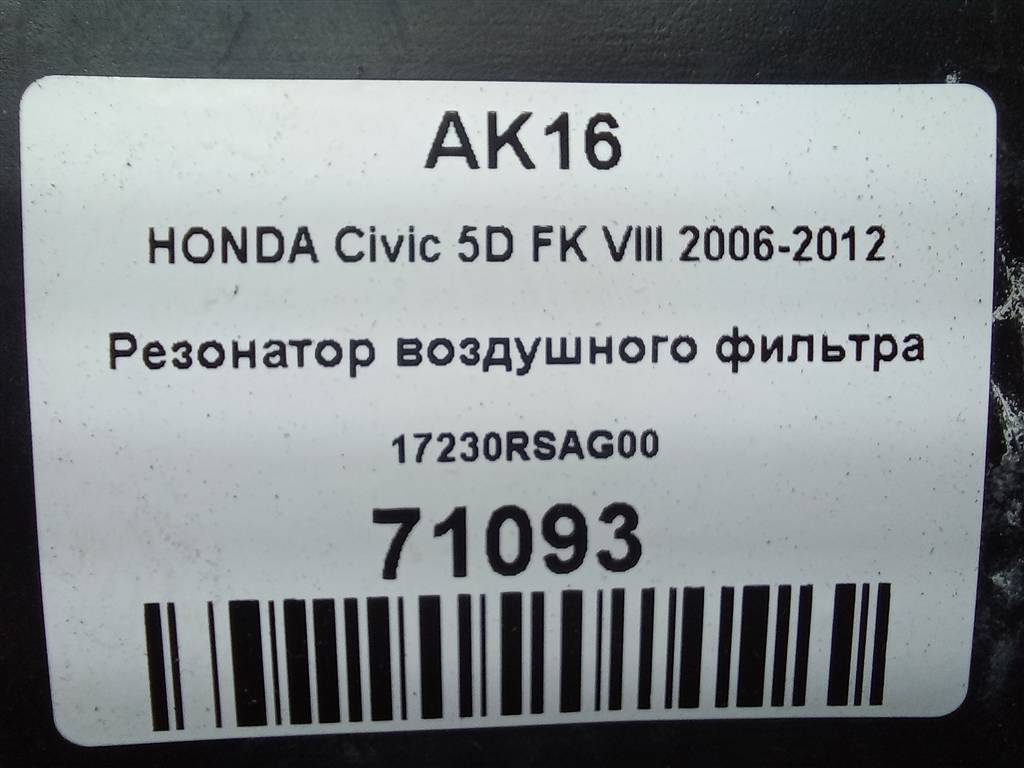 AK16
HONDA Civic 5D FK VIII 2006-2012
Резонатор воздушного фильтра
17230RSAG00
71093